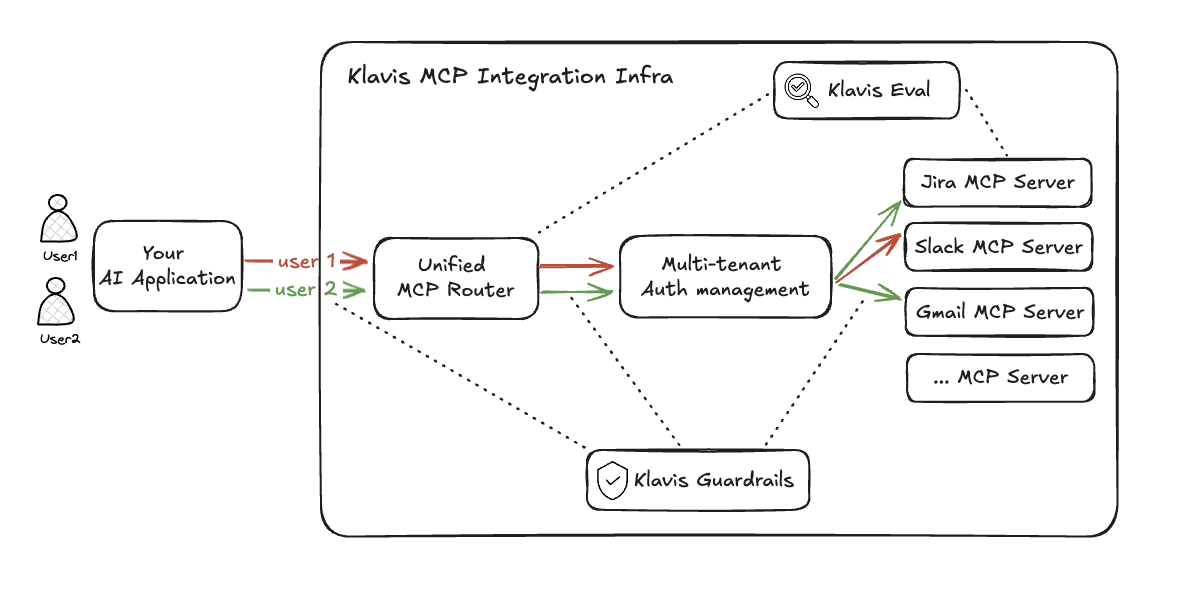 Klavis MCP Integration Infra
Klavis Eval
Jira MCP Server
User1
Your
AI Application
user 1
user 2
Unified
MCP Router
Multi-tenant
Auth management
Slack MCP Server
Gmail MCP Server
User2
... MCP Server
Klavis Guardrails